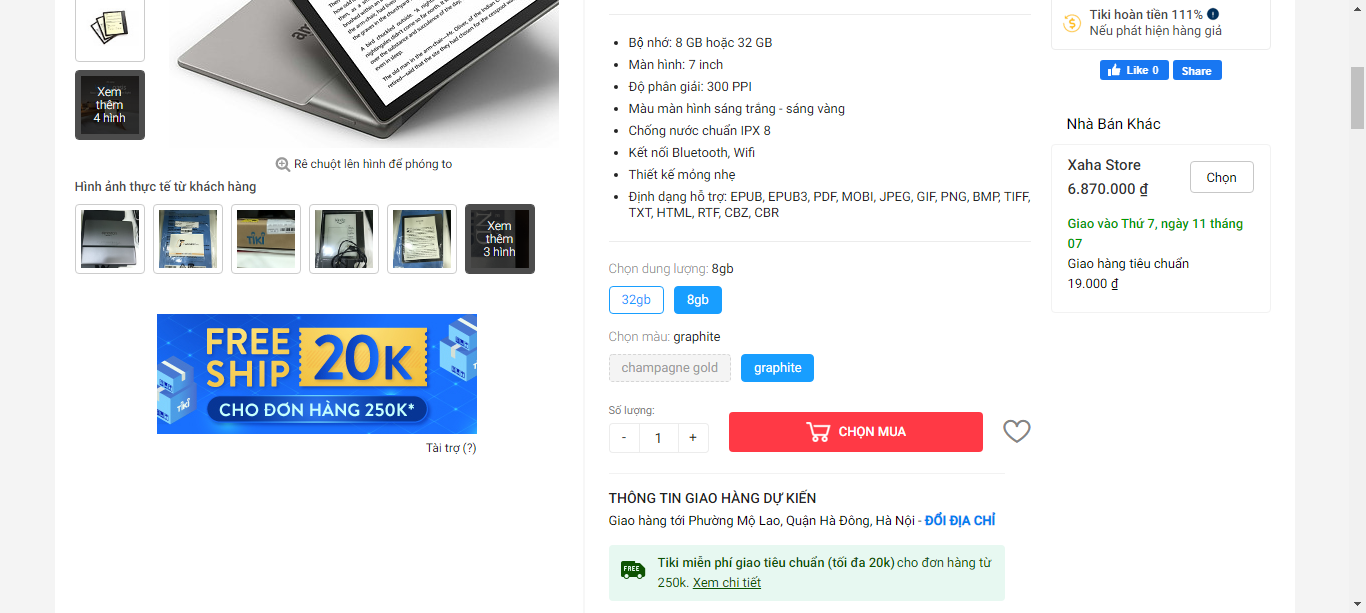 Xem
thêm
4 hình
Rê chuột lên hình để phóng to
Hình ảnh thực tế từ khách hàng
TIKI
Xem
thêm
3 hình
FREE
SHIP
20K
CHO ĐƠN HÀNG 250K*
Tài trợ (?)
Bộ nhớ: 8 GB hoặc 32 GB
Màn hình: 7 inch
Độ phân giải: 300 PPI
Màu màn hình sáng trắng - sáng vàng
Chống nước chuẩn IPX 8
Kết nối Bluetooth, Wifi
Thiết kế mỏng nhẹ
Định dạng hỗ trợ: EPUB, EPUB3, PDF, MOBI, JPEG, GIF, PNG, BMP, TIFF,
TXT, HTML, RTF, CBZ, CBR
Chọn dung lượng: 8gb
32gb
8gb
Chọn màu: graphite
champagne gold
graphite
Số lượng:
- 1 +
CHỌN MUA
THÔNG TIN GIAO HÀNG DỰ KIẾN
Giao hàng tới Phường Mộ Lao, Quận Hà Đông, Hà Nội - ĐỔI ĐỊA CHỈ
FREE
Tiki miễn phí giao tiêu chuẩn (tối đa 20k) cho đơn hàng từ
250k. Xem chi tiết
Tiki hoàn tiền 111%
Nếu phát hiện hàng giả
Like 0
Share
Nhà Bán Khác
Xaha Store
6.870.000 ₫
Chọn
Giao vào Thứ 7, ngày 11 tháng
07
Giao hàng tiêu chuẩn
19.000 ₫